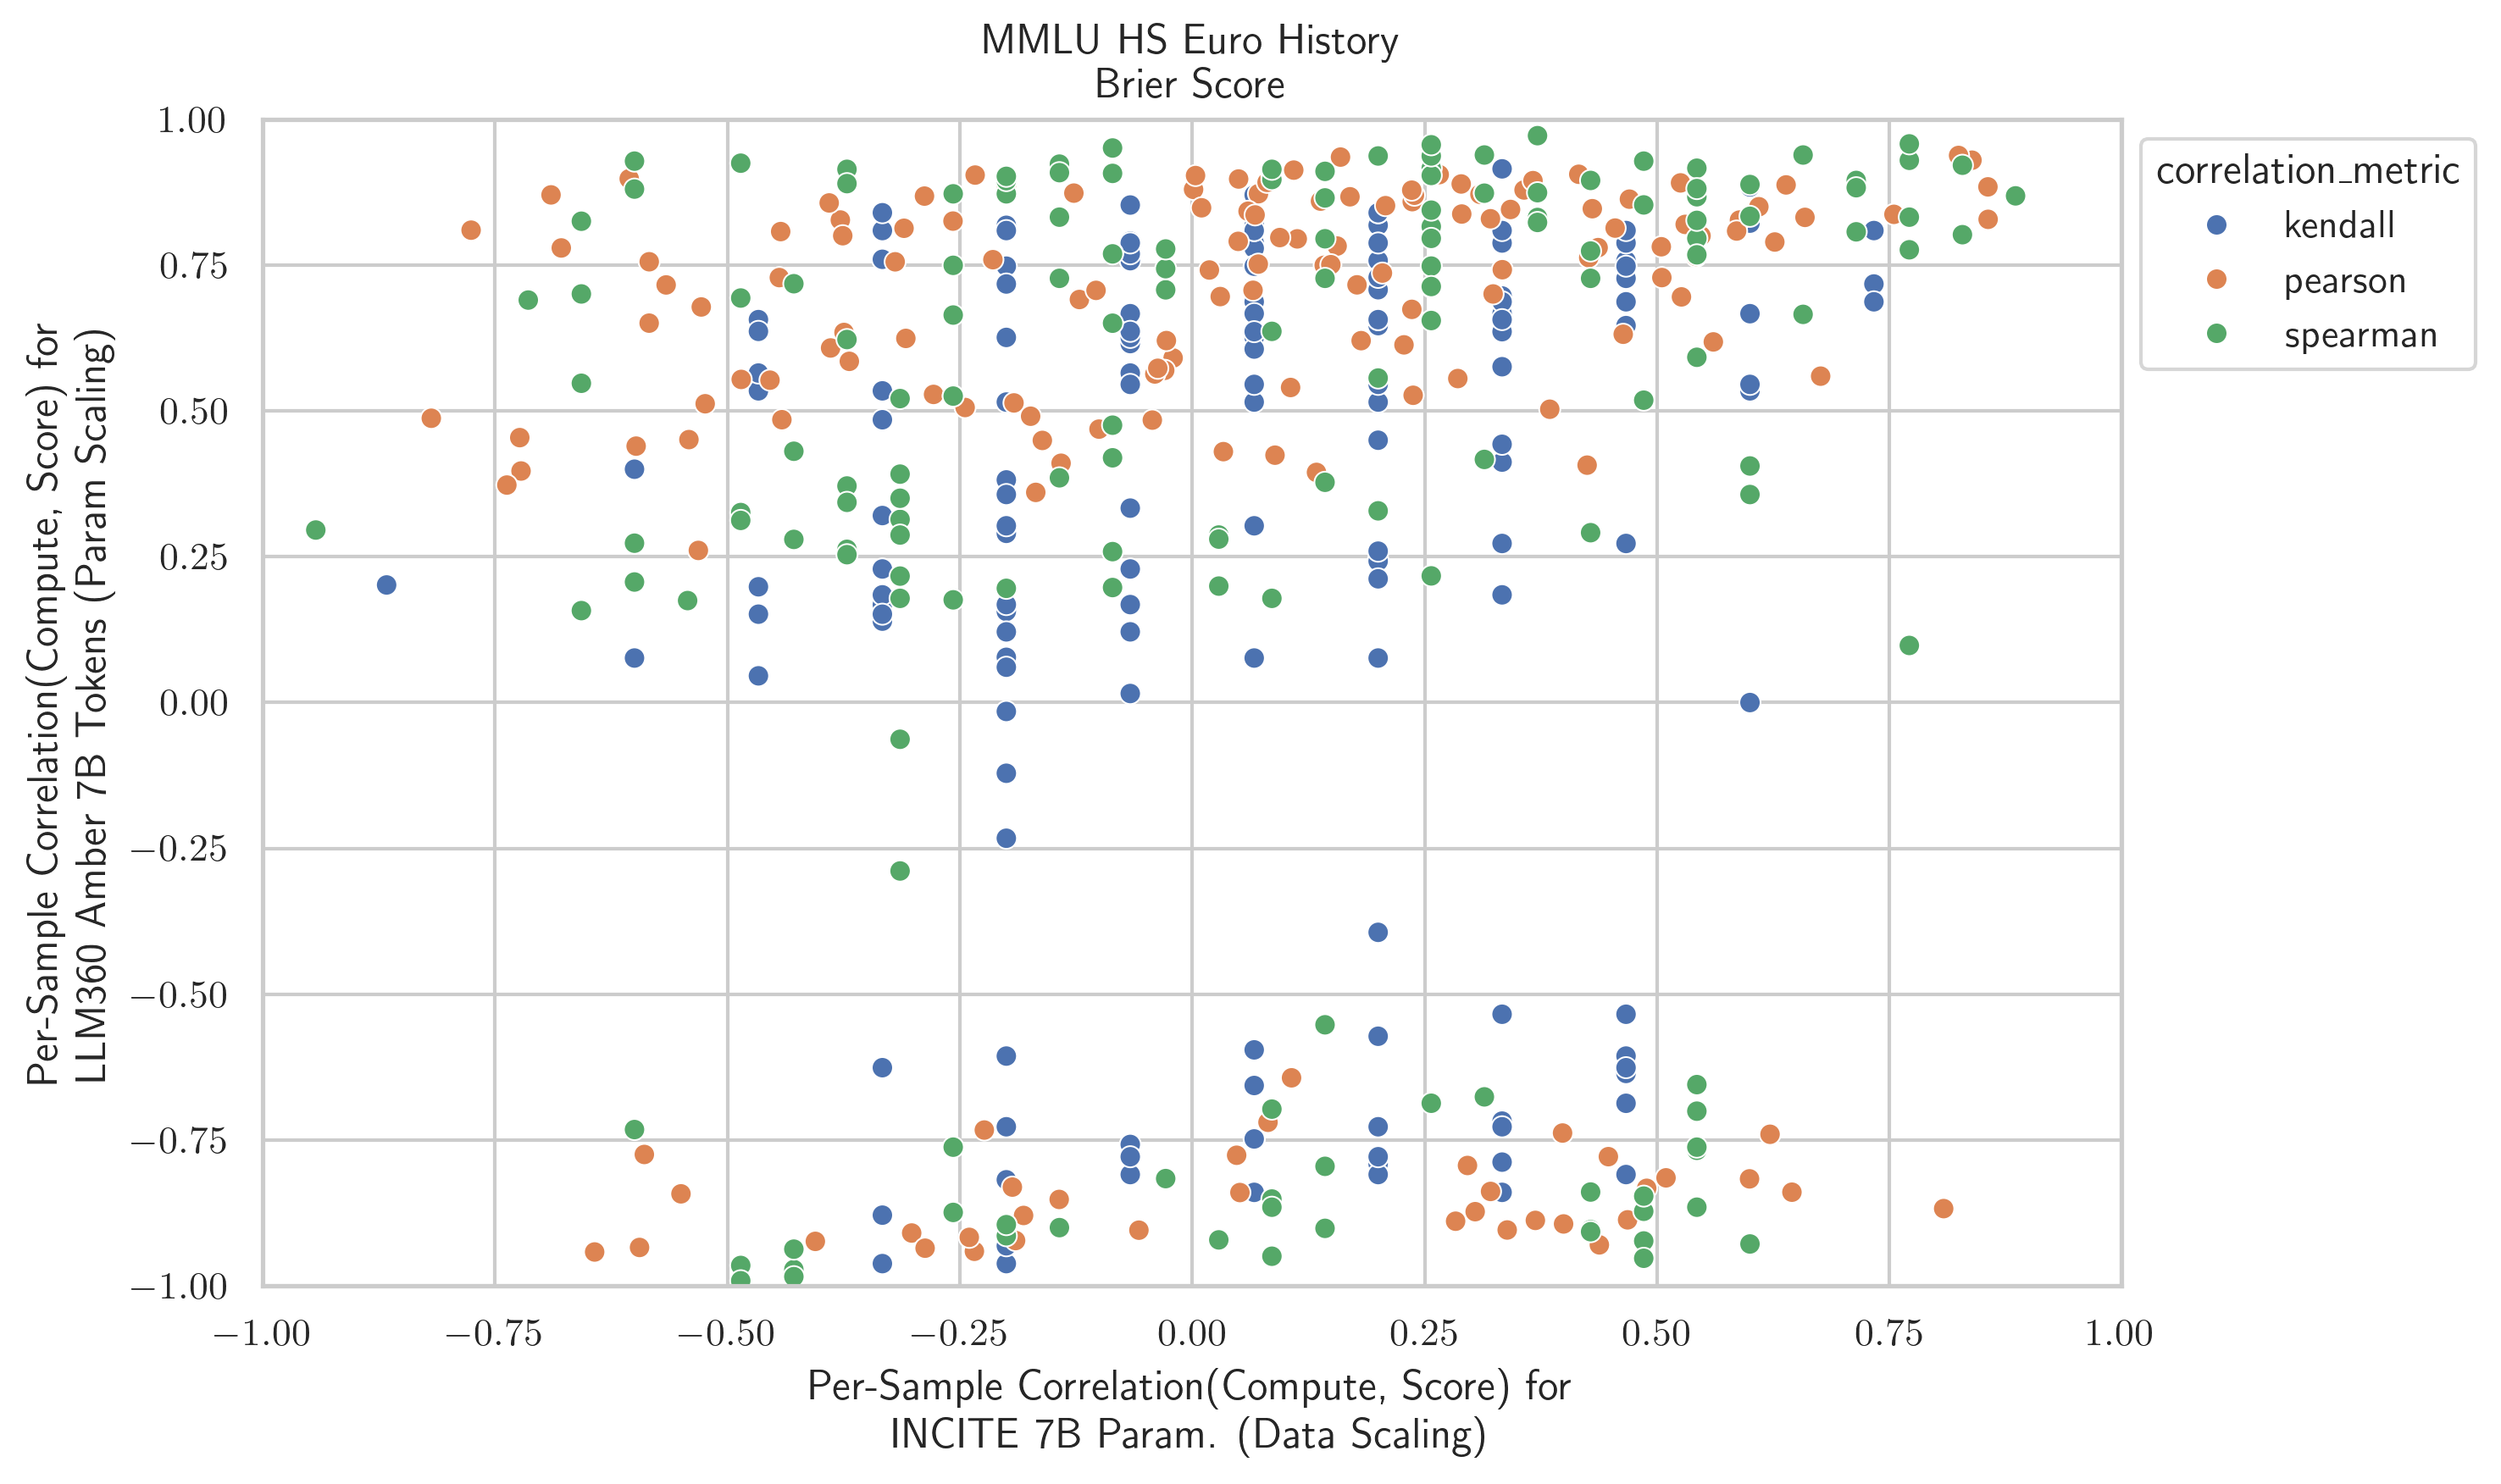 MMLU HS Euro History
Brier Score
Per-Sample Correlation(Compute, Score) for
LLM360 Amber 7B Tokens (Param Scaling)
1.00
0.75
0.50
0.25
0.00
−0.25
−0.50
−0.75
−1.00
correlation_metric
kendall
pearson
spearman
−1.00 −0.75 −0.50 −0.25 0.00 0.25 0.50 0.75 1.00
Per-Sample Correlation(Compute, Score) for
INCITE 7B Param. (Data Scaling)